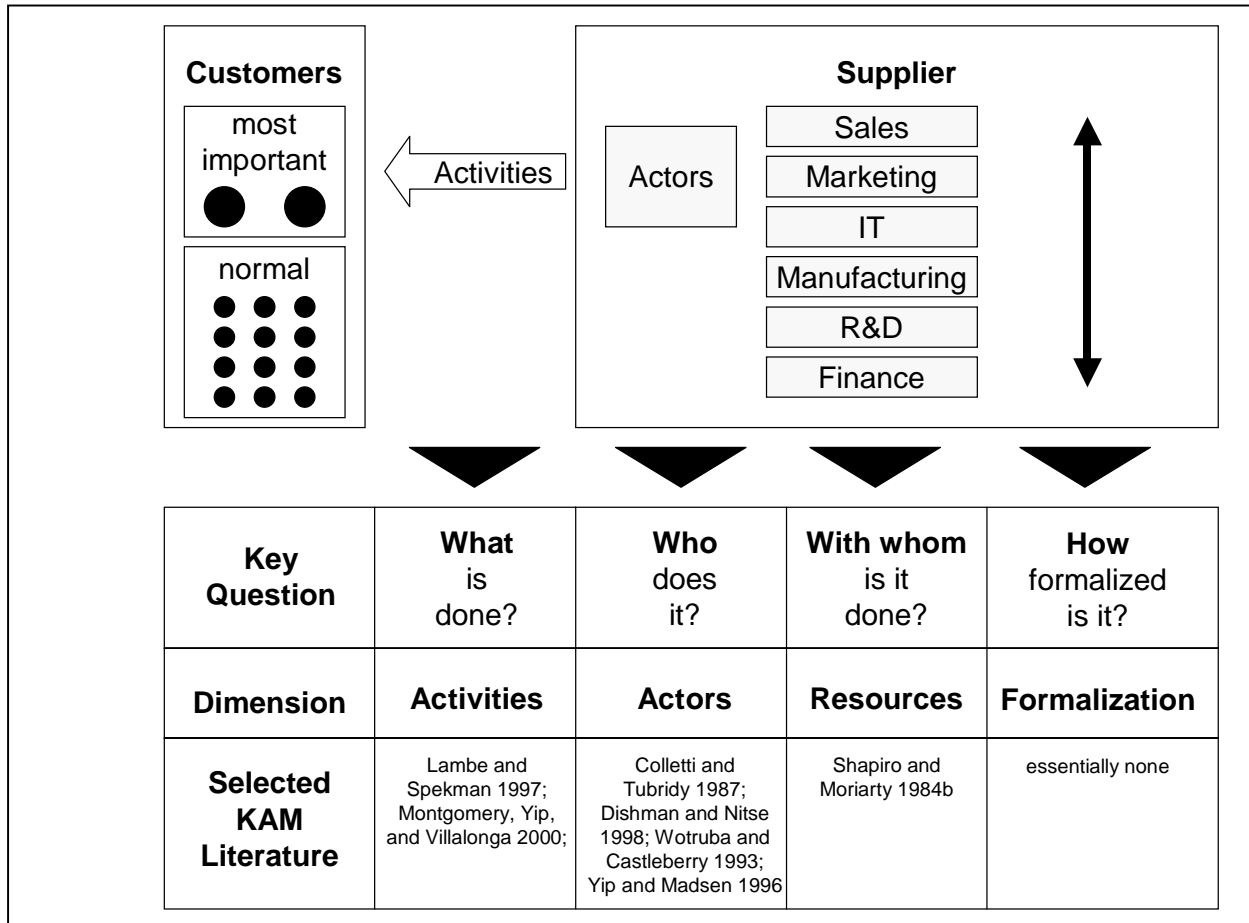 Customers
most
important
normal
Activities
Supplier
Actors
Sales
Marketing
IT
Manufacturing
R&D
Finance
Key
Question
What
is
done?
Who
does
it?
With whom
is it
done?
How
formalized
is it?
Dimension
Activities
Actors
Resources
Formalization
Selected
KAM
Literature
Lambe and
Spekman 1997;
Montgomery, Yip,
and Villalonga 2000;
Colletti and
Tubridy 1987;
Dishman and Nitse
1998; Wotruba and
Castleberry 1993;
Yip and Madsen 1996
Shapiro and
Moriarty 1984b
essentially none